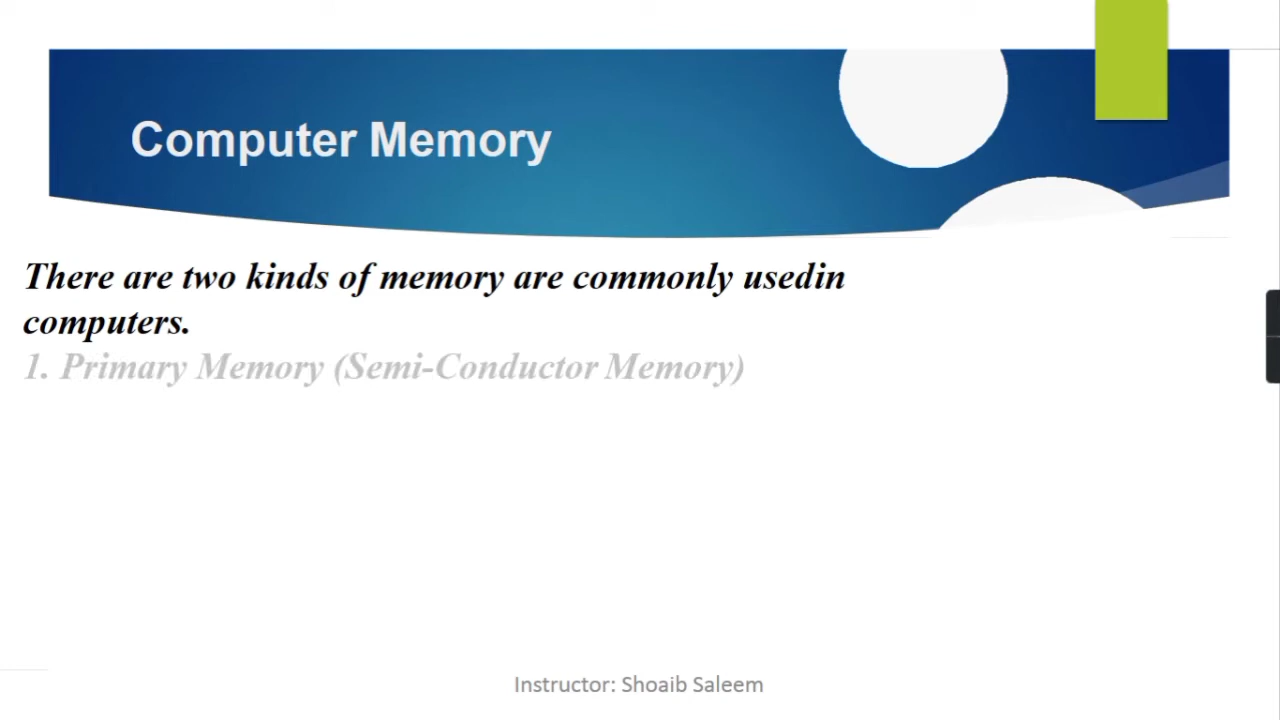 Computer Memory
There are two kinds of memory are commonly usedin
computers.
1. Primary Memory (Semi-Conductor Memory)
Instructor: Shoaib Saleem